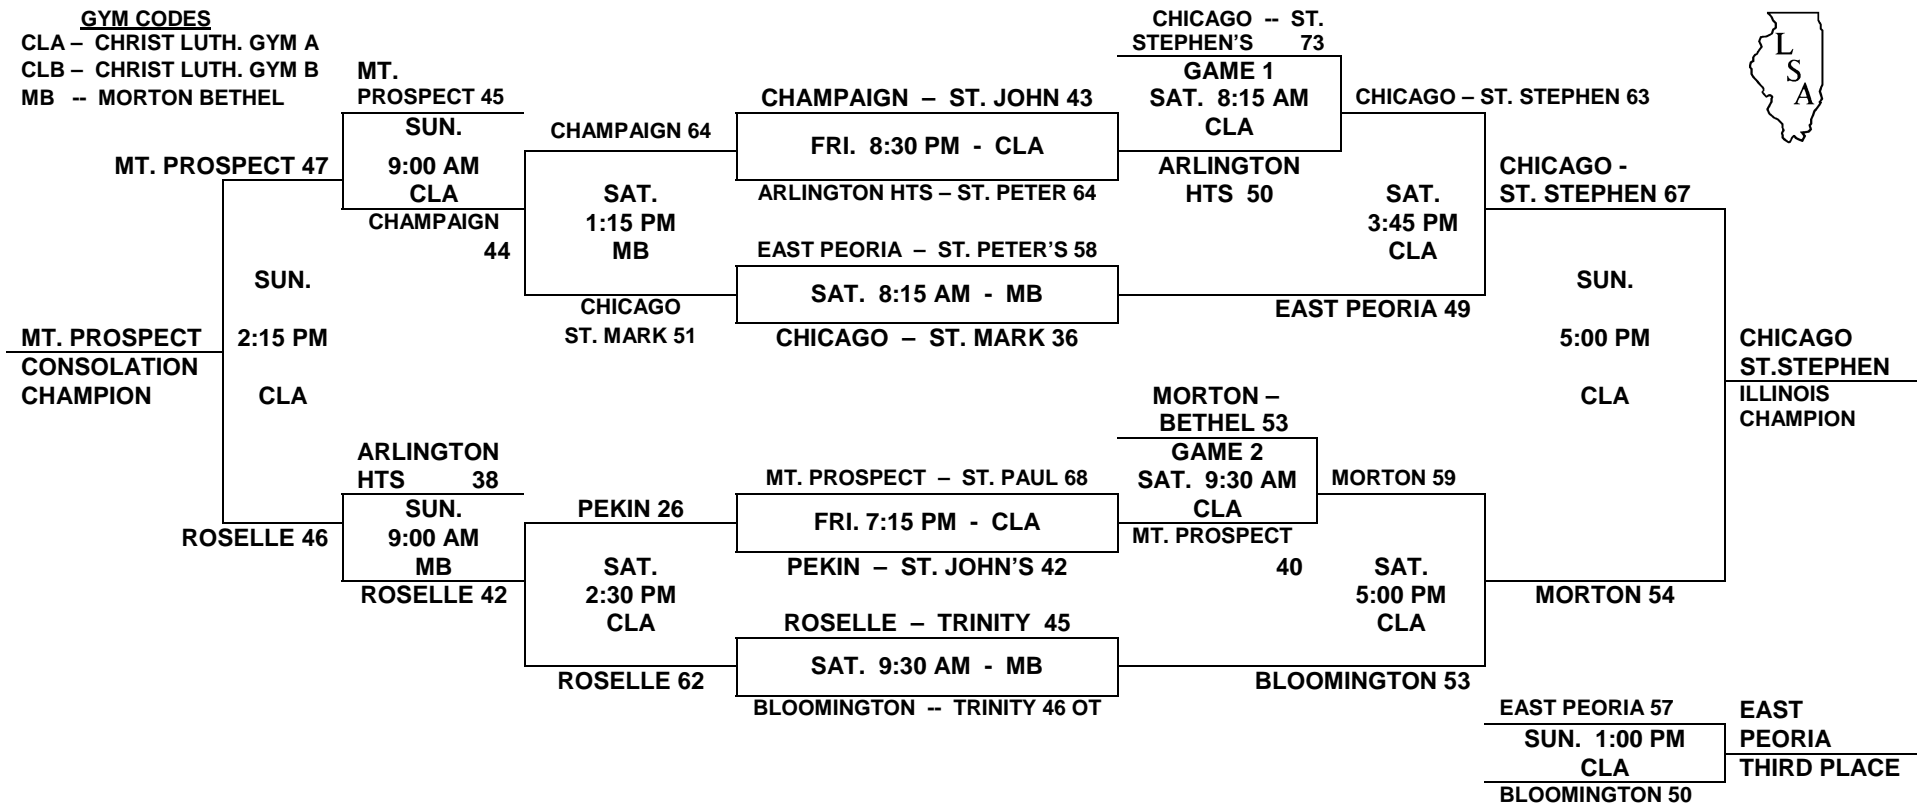 GYM CODES
CLA – CHRIST LUTH. GYM A
CLB – CHRIST LUTH. GYM B
MB -- MORTON BETHEL
MT.
PROSPECT 45
SUN.
9:00 AM
CLA
CHAMPAIGN
44
MT. PROSPECT 47
SUN.
2:15 PM
CLA
MT. PROSPECT
CONSOLATION
CHAMPION
ARLINGTON
HTS 38
SUN.
9:00 AM
MB
ROSELLE 42
ROSELLE 46
CHAMPAIGN 64
SAT.
1:15 PM
MB
CHICAGO
ST. MARK 51
PEKIN 26
SAT.
2:30 PM
CLA
ROSELLE 62
CHAMPAIGN – ST. JOHN 43
FRI. 8:30 PM - CLA
ARLINGTON HTS – ST. PETER 64
EAST PEORIA – ST. PETER'S 58
SAT. 8:15 AM - MB
CHICAGO – ST. MARK 36
MT. PROSPECT – ST. PAUL 68
FRI. 7:15 PM - CLA
PEKIN – ST. JOHN'S 42
ROSELLE – TRINITY 45
SAT. 9:30 AM - MB
BLOOMINGTON -- TRINITY 46 OT
CHICAGO -- ST.
STEPHEN'S 73
GAME 1
SAT. 8:15 AM
CLA
ARLINGTON
HTS 50
MORTON –
BETHEL 53
GAME 2
SAT. 9:30 AM
CLA
MT. PROSPECT
40
CHICAGO – ST. STEPHEN 63
SAT.
3:45 PM
CLA
EAST PEORIA 49
MORTON 59
SAT.
5:00 PM
CLA
BLOOMINGTON 53
CHICAGO -
ST. STEPHEN 67
SUN.
5:00 PM
CLA
MORTON 54
CHICAGO
ST.STEPHEN
ILLINOIS
CHAMPION
EAST PEORIA 57
SUN. 1:00 PM
CLA
BLOOMINGTON 50
EAST
PEORIA
THIRD PLACE
L
S
A